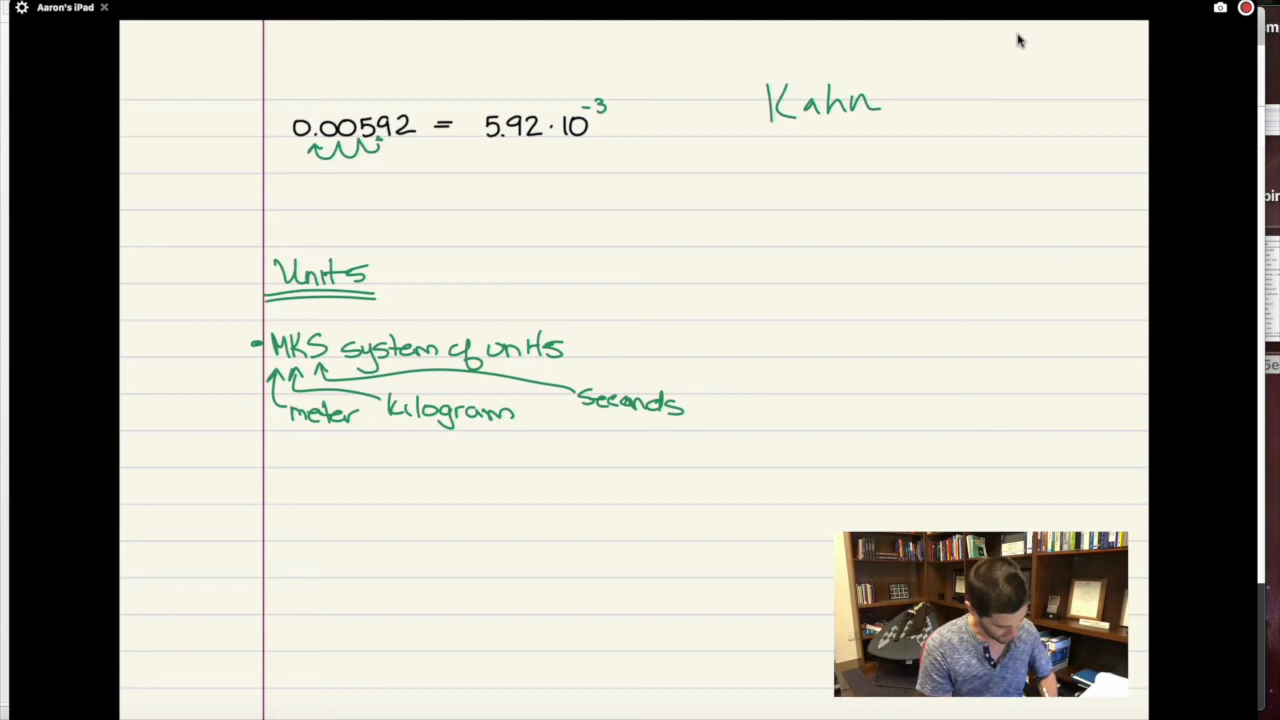 Aaron's iPad
Kahn
0.00592 = 5.92 · 10⁻³
Units
• MKS system of units
meter kilogram seconds